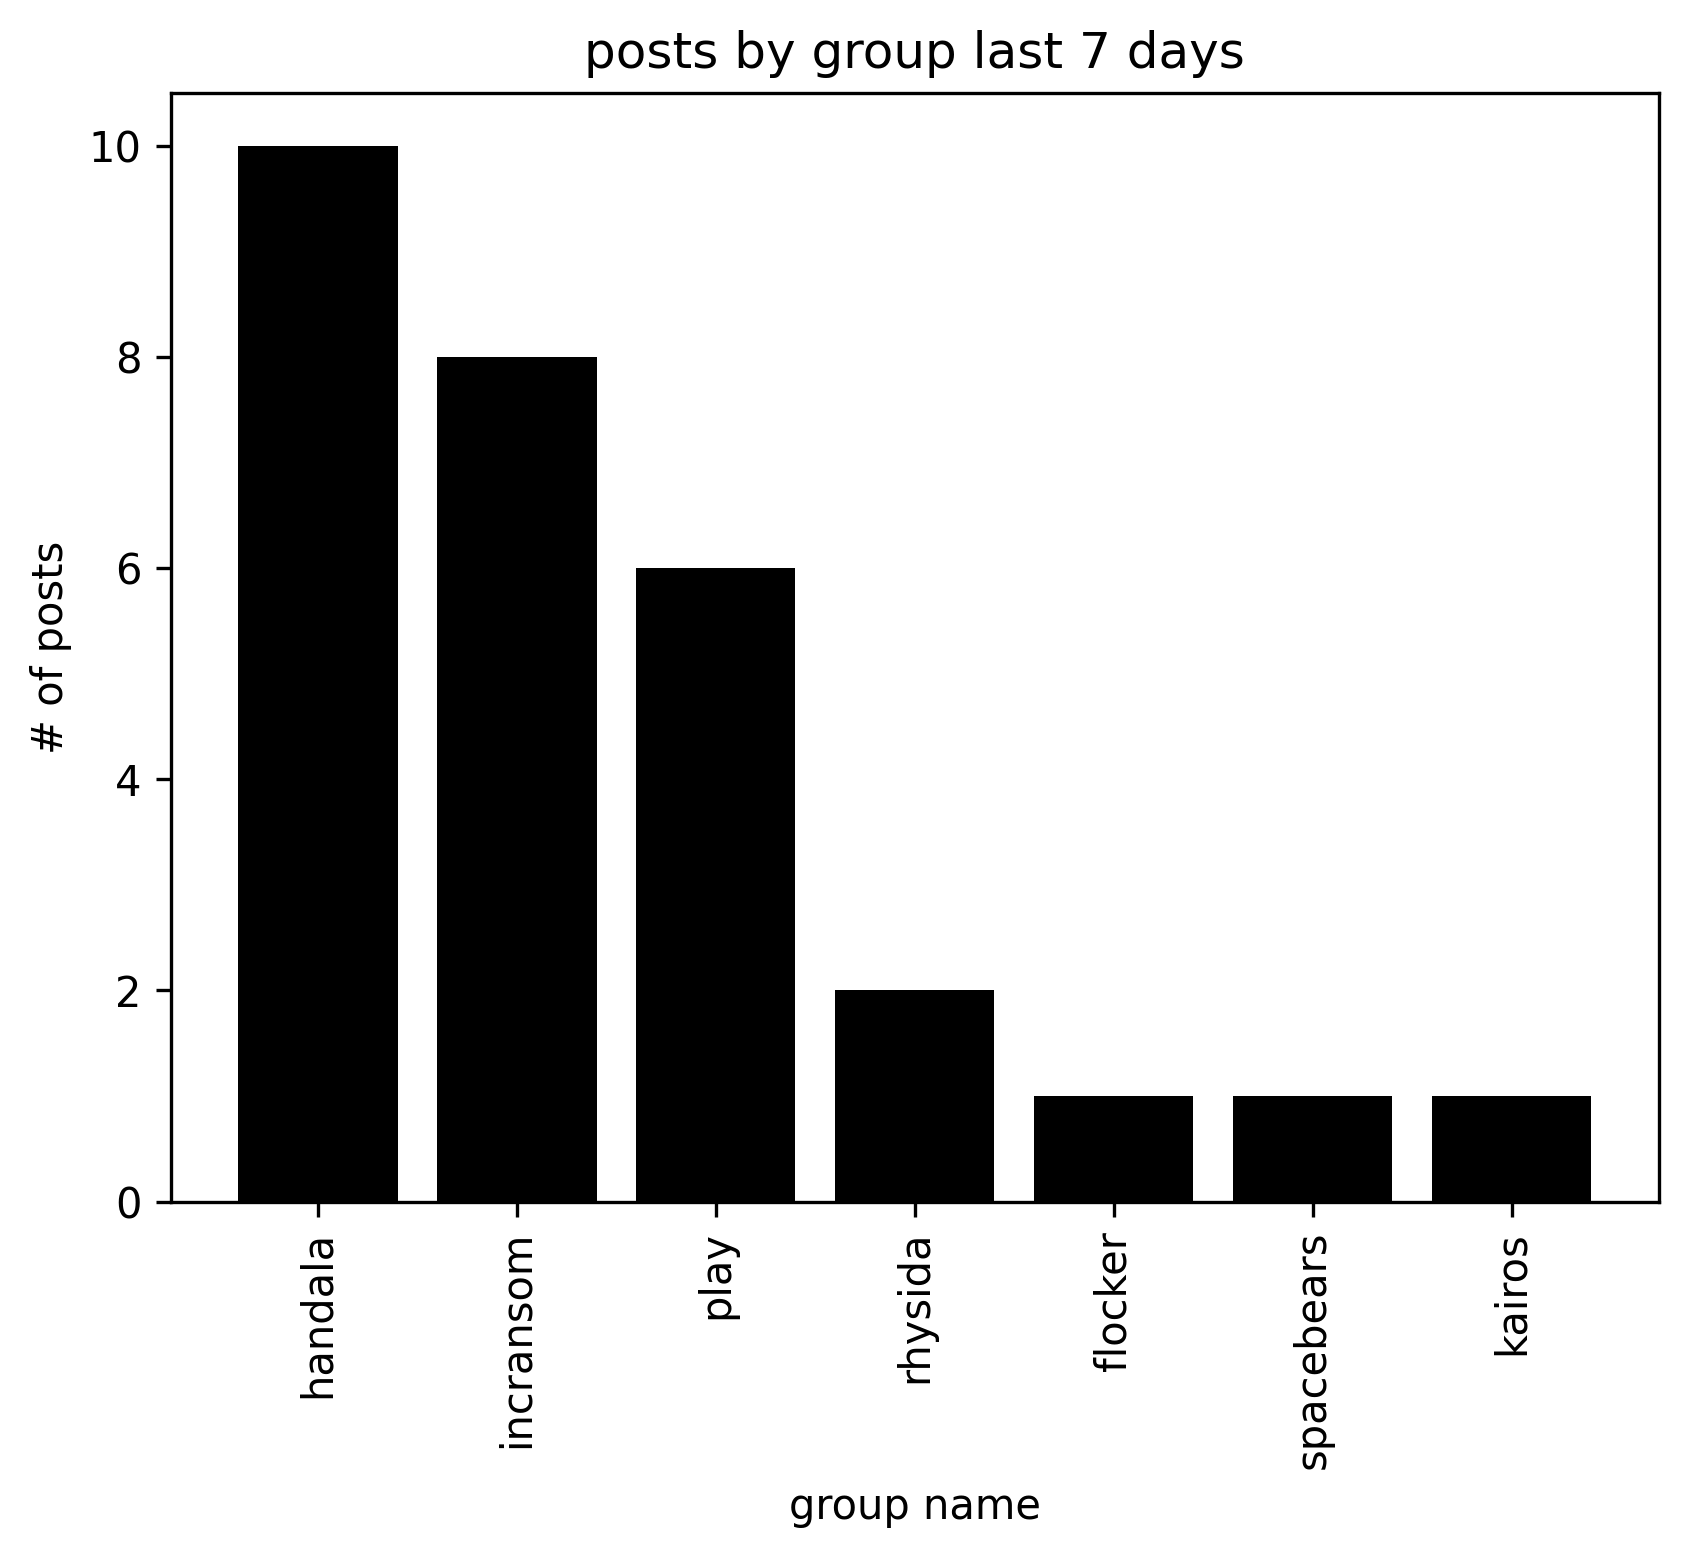 posts by group last 7 days
# of posts
10
8
6
4
2
0
handala
incransom
play
rhysida
flocker
spacebears
kairos
group name